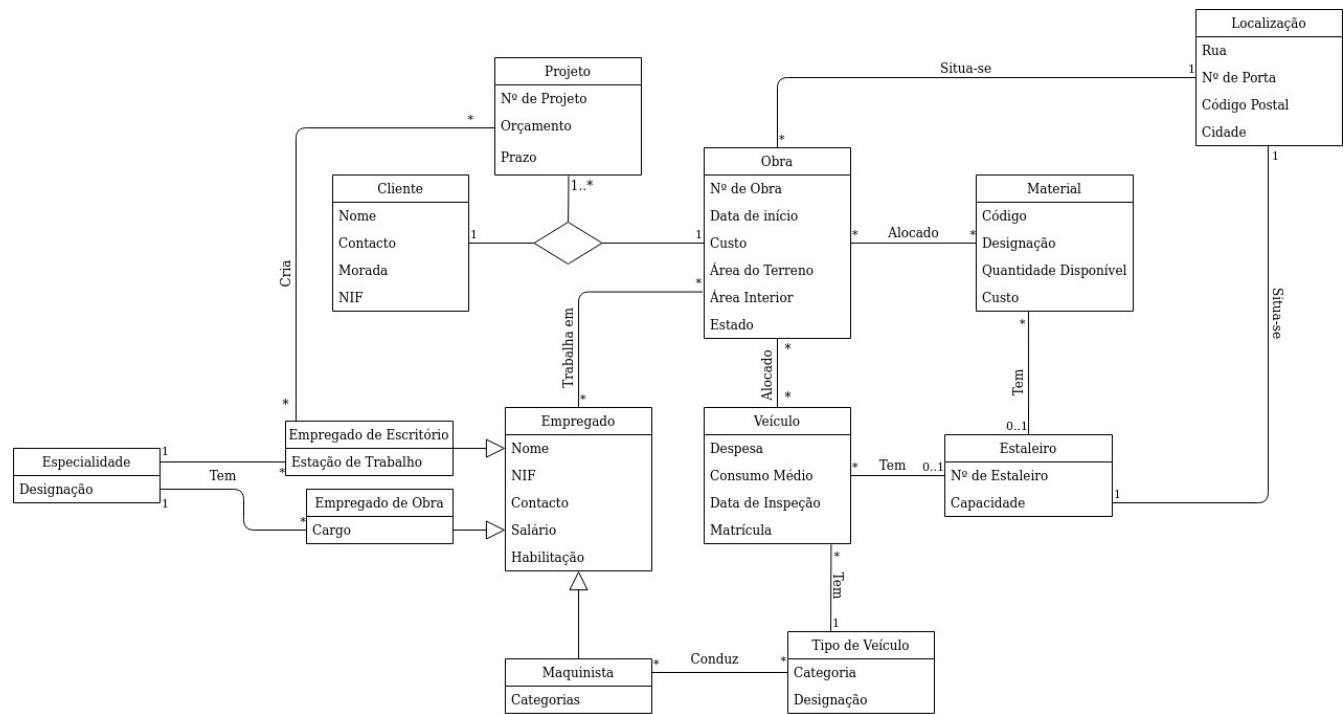 Localização
Rua
Nº de Porta
Código Postal
Cidade
Situa-se
1
*
1
Situa-se
1
Projeto
Nº de Projeto
Orçamento
Prazo
*
1..*
Cria
*
Cliente
Nome
Contacto
Morada
NIF
1
1
Obra
Nº de Obra
Data de início
Custo
Área do Terreno
Área Interior
Estado
*
Alocado
*
Material
Código
Designação
Quantidade Disponível
Custo
*
Tem
0..1
*
Trabalha em
*
*
Alocado
*
Empregado
Nome
NIF
Contacto
Salário
Habilitação
Veículo
Despesa
Consumo Médio
Data de Inspeção
Matrícula
*
Tem
0..1
Estaleiro
Nº de Estaleiro
Capacidade
Empregado de Escritório
Estação de Trabalho
Especialidade
Designação
1
*
Tem
1
*
Empregado de Obra
Cargo
*
Tem
1
Maquinista
Categorias
*
Conduz
*
Tipo de Veículo
Categoria
Designação